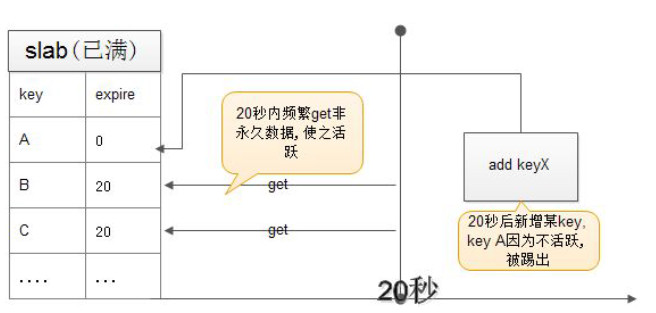 slab(已满)
key expire
A 0
B 20
C 20
.... ...
20秒内频繁get非
永久数据, 使之活
跃
get
get
add keyX
20秒后新增某key,
key A因为不活跃,
被踢出
20秒